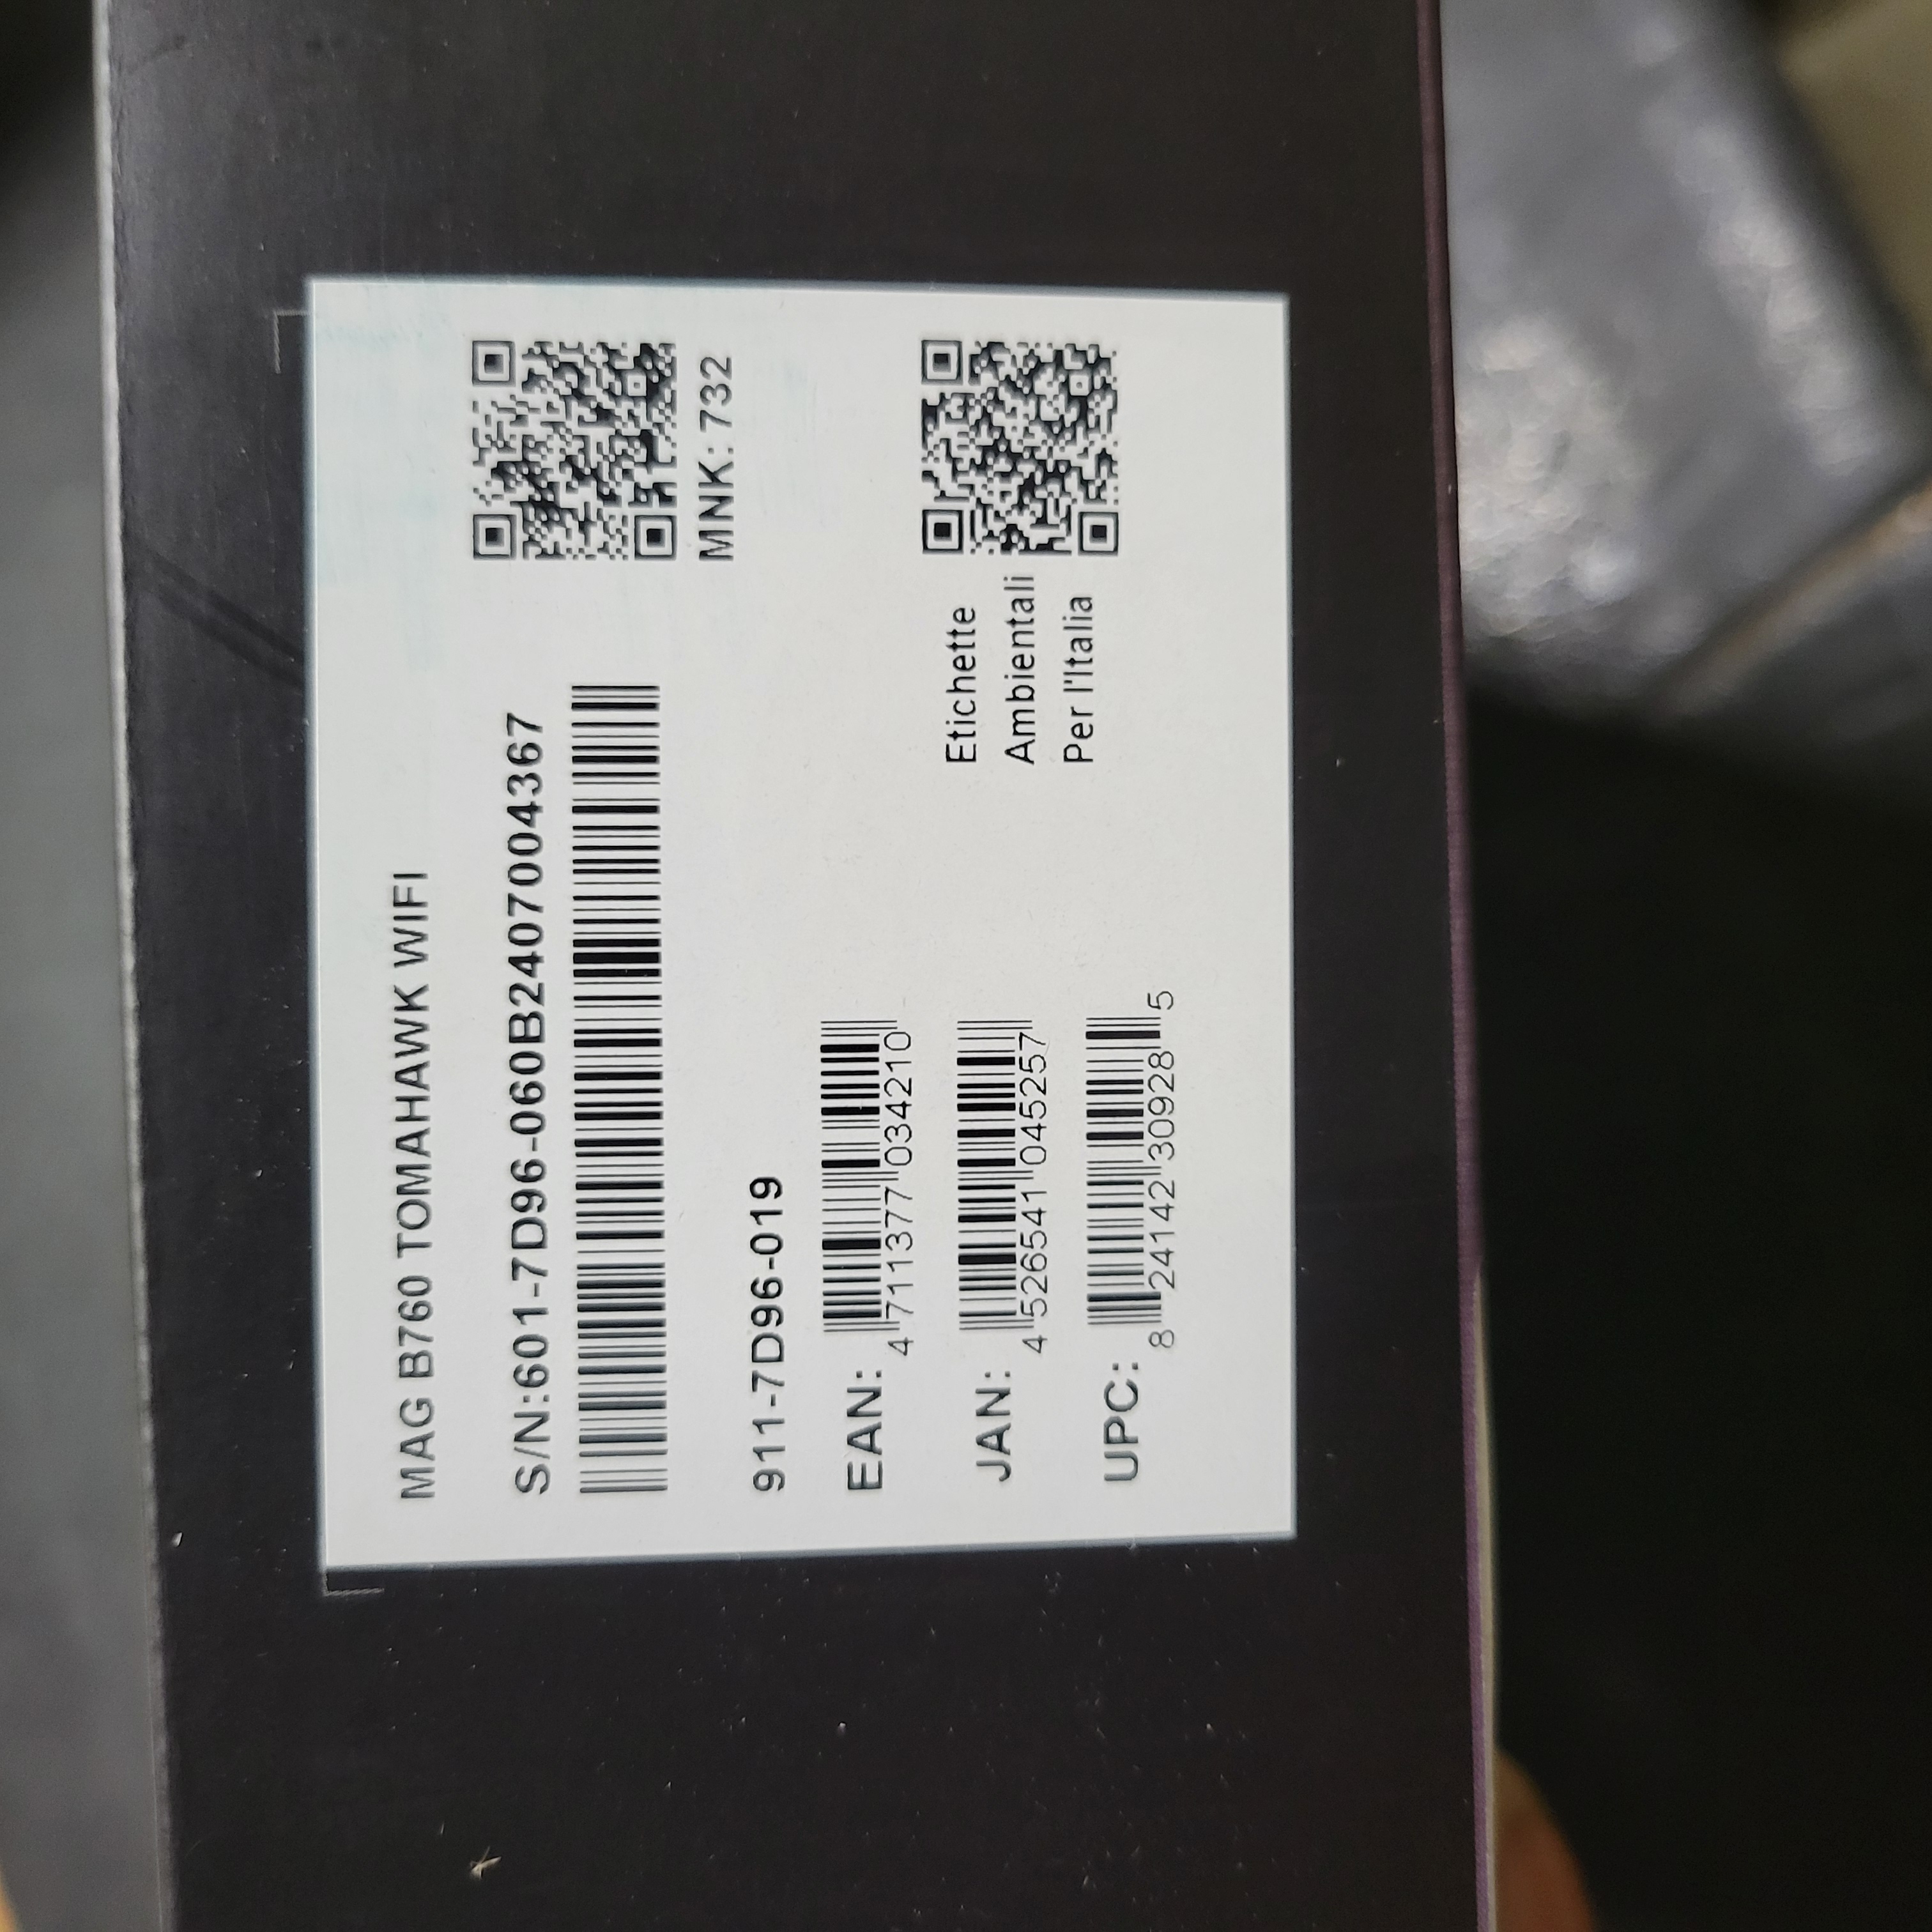 MAG B760 TOMAHAWK WIFI
S/N:601-7D96-060B2407004367
MNK: 732
911-7D96-019
EAN:
4 711377 034210
JAN:
4 526541 045257
UPC:
8 24142 30928 5
Etichette
Ambientali
Per l'Italia